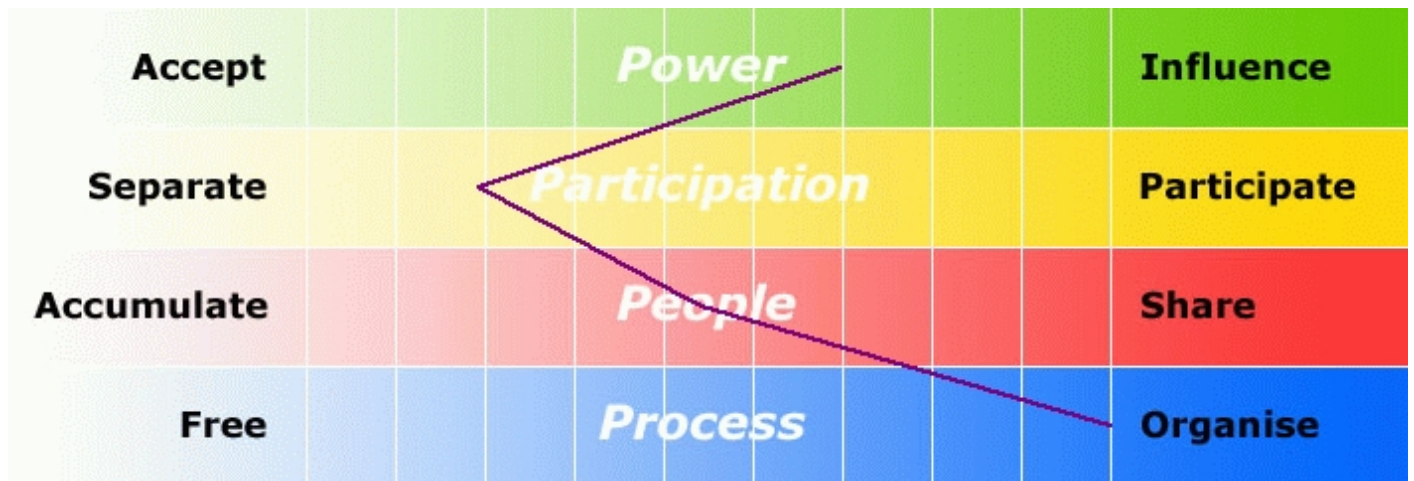 Accept Power Influence
Separate Participation Participate
Accumulate People Share
Free Process Organise